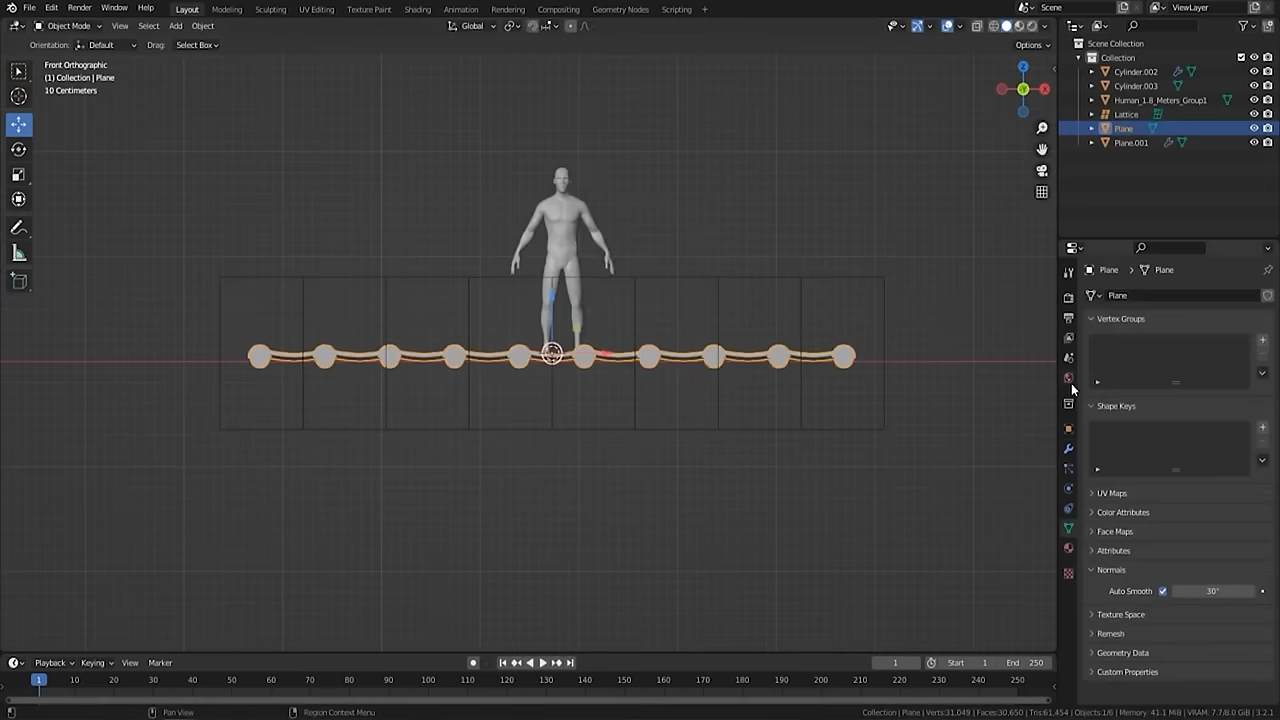 File Edit Render Window Help Layout Modeling Sculpting UV Editing Texture Paint Shading Animation Rendering Compositing Geometry Nodes Scripting + Scene ViewLayer
Object Mode View Select Add Object Global
Orientation: Default Drag: Select Box Options
Front Orthographic
(1) Collection | Plane
10 Centimeters
Z
X
Y
Scene Collection
Collection
Cylinder.002
Cylinder.003
Human_1.8_Meters_Group1
Lattice
Plane
Plane.001
Plane Plane
Plane
Vertex Groups
Shape Keys
UV Maps
Color Attributes
Face Maps
Attributes
Normals
Auto Smooth 30°
Texture Space
Remesh
Geometry Data
Custom Properties
Playback Keying View Marker 1 Start 1 End 250
1 10 20 30 40 50 60 70 80 90 100 110 120 130 140 150 160 170 180 190 200 210 220 230 240 250
Pan View Region Context Menu Collection | Plane | Verts:31,049 | Faces:30,650 | Tris:61,454 | Objects:1/6 | Memory: 41.1 MiB | VRAM: 7.7/8.0 GiB | 3.2.1